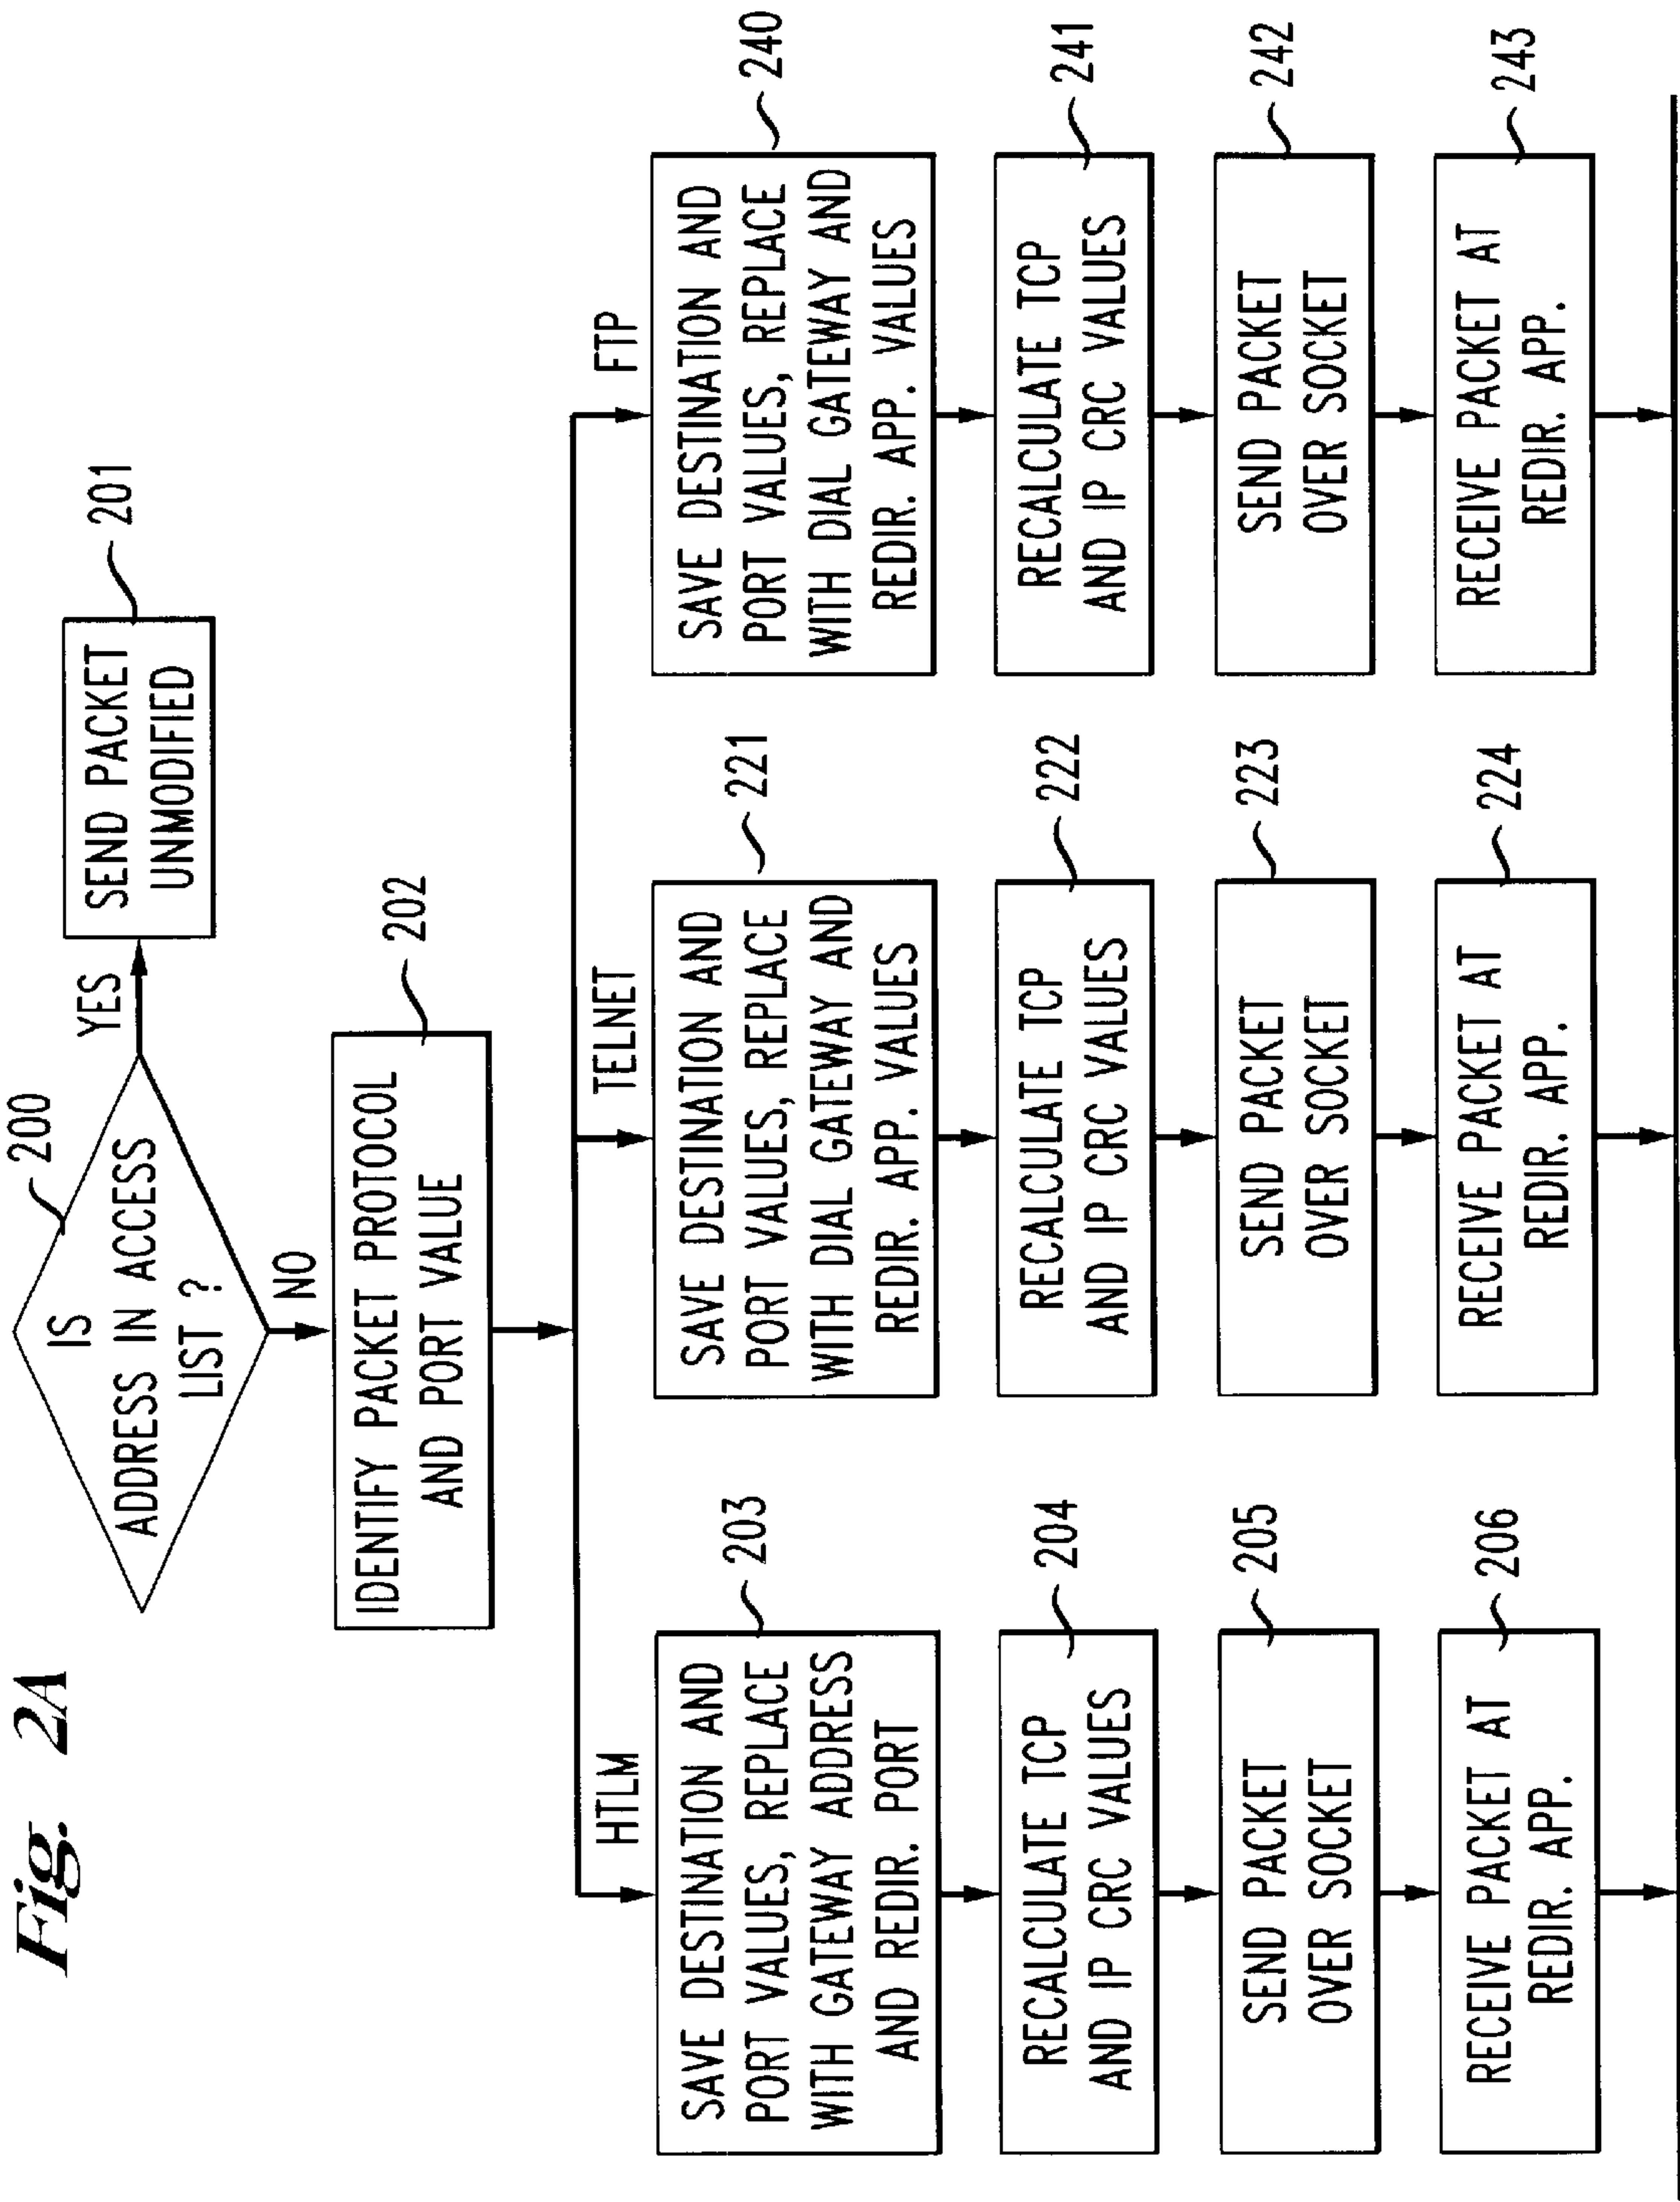 Fig. 2A
200
IS
ADDRESS IN ACCESS
LIST ?
YES
201
SEND PACKET
UNMODIFIED
NO
202
IDENTIFY PACKET PROTOCOL
AND PORT VALUE
HTLM
203
SAVE DESTINATION AND
PORT VALUES, REPLACE
WITH GATEWAY ADDRESS
AND REDIR. PORT
204
RECALCULATE TCP
AND IP CRC VALUES
205
SEND PACKET
OVER SOCKET
206
RECEIVE PACKET AT
REDIR. APP.
TELNET
221
SAVE DESTINATION AND
PORT VALUES, REPLACE
WITH DIAL GATEWAY AND
REDIR. APP. VALUES
222
RECALCULATE TCP
AND IP CRC VALUES
223
SEND PACKET
OVER SOCKET
224
RECEIVE PACKET AT
REDIR. APP.
FTP
240
SAVE DESTINATION AND
PORT VALUES, REPLACE
WITH DIAL GATEWAY AND
REDIR. APP. VALUES
241
RECALCULATE TCP
AND IP CRC VALUES
242
SEND PACKET
OVER SOCKET
243
RECEIVE PACKET AT
REDIR. APP.